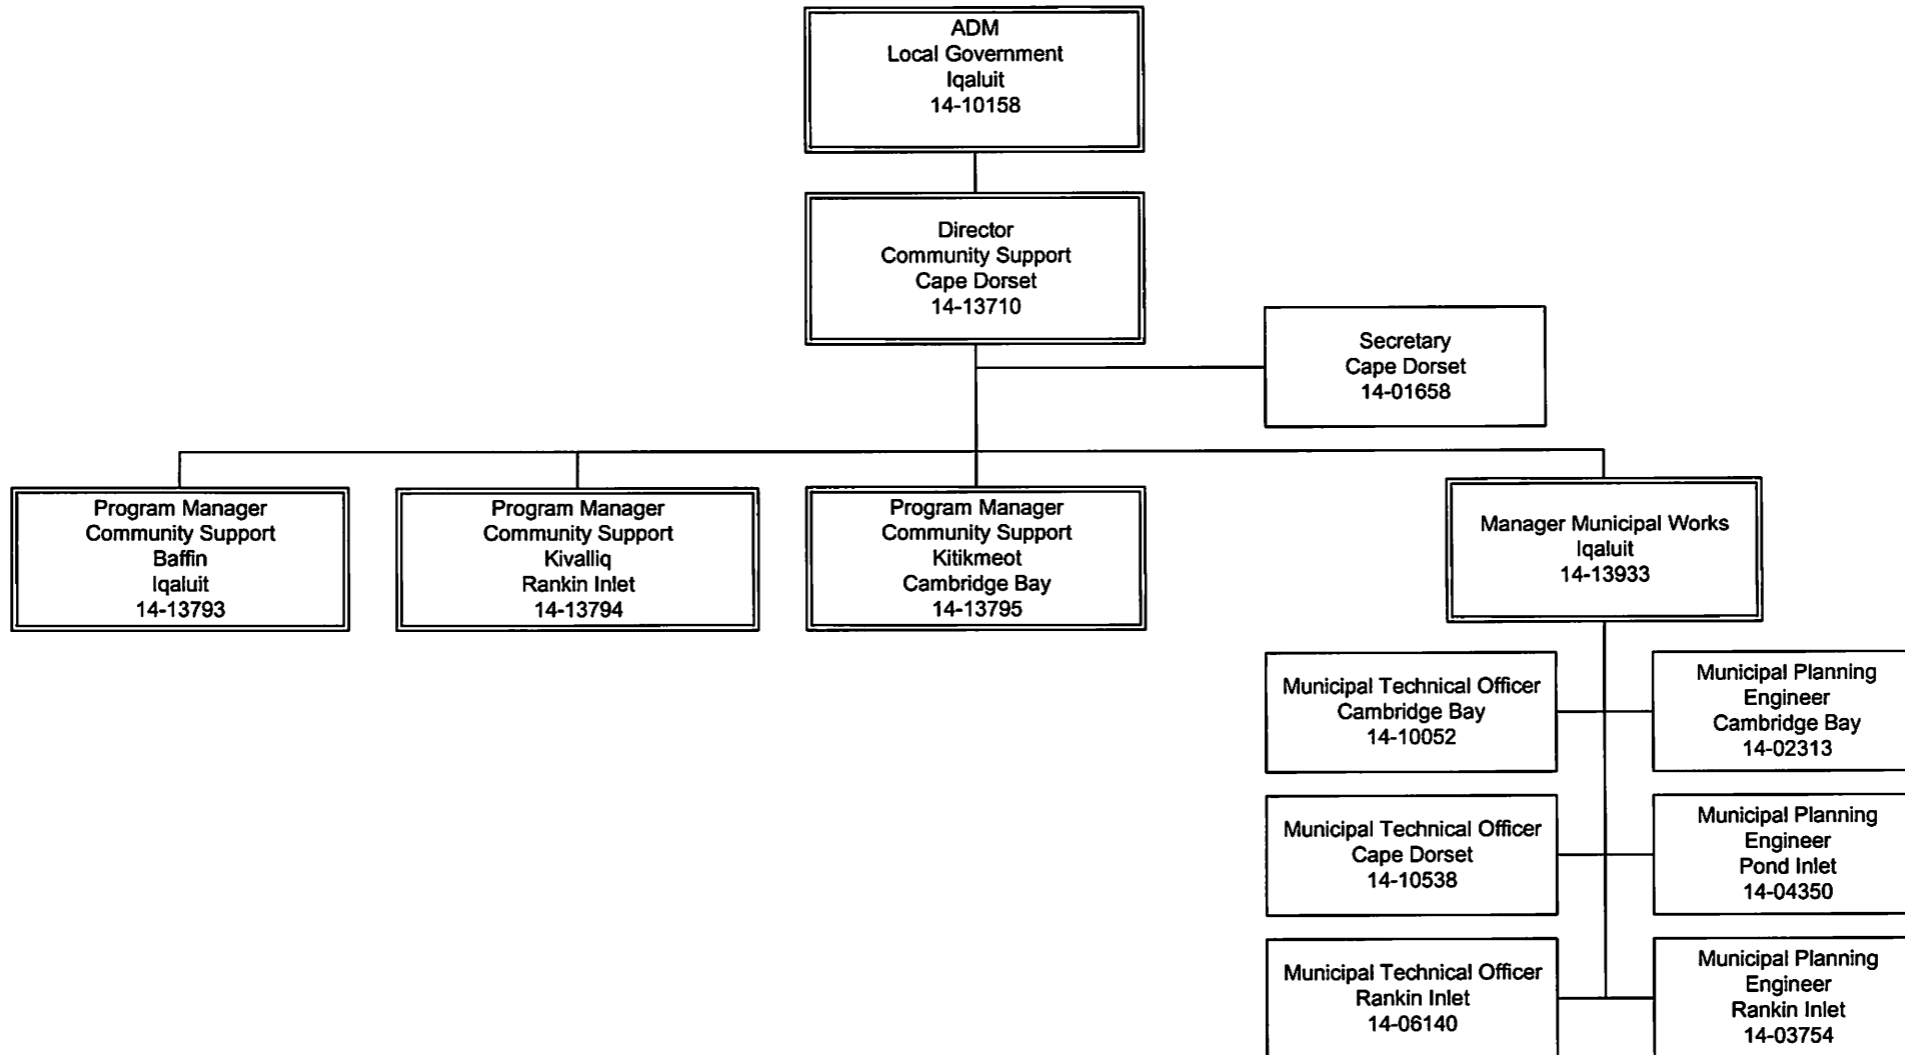 ADM
Local Government
Iqaluit
14-10158
Director
Community Support
Cape Dorset
14-13710
Secretary
Cape Dorset
14-01658
Program Manager
Community Support
Baffin
Iqaluit
14-13793
Program Manager
Community Support
Kivalliq
Rankin Inlet
14-13794
Program Manager
Community Support
Kitikmeot
Cambridge Bay
14-13795
Manager Municipal Works
Iqaluit
14-13933
Municipal Technical Officer
Cambridge Bay
14-10052
Municipal Planning
Engineer
Cambridge Bay
14-02313
Municipal Technical Officer
Cape Dorset
14-10538
Municipal Planning
Engineer
Pond Inlet
14-04350
Municipal Technical Officer
Rankin Inlet
14-06140
Municipal Planning
Engineer
Rankin Inlet
14-03754